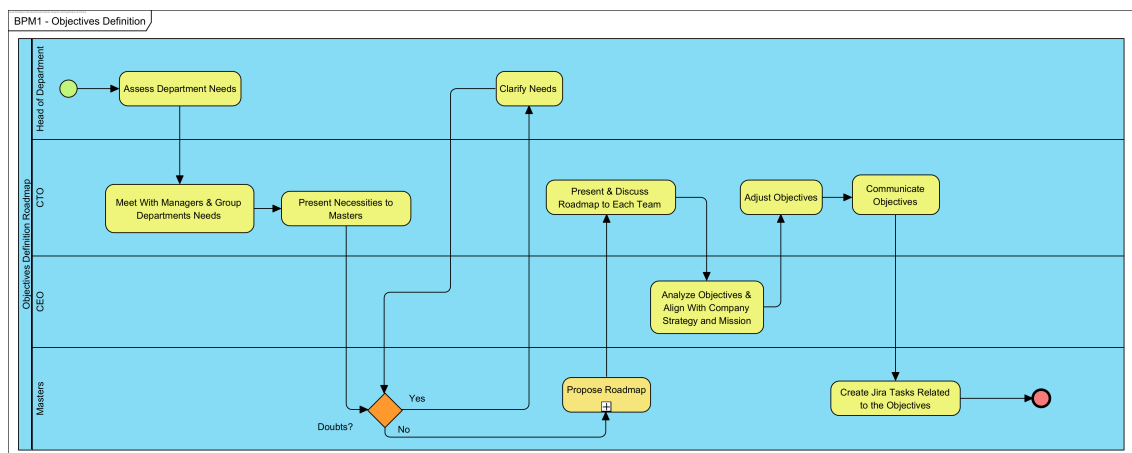 BPM1 - Objectives Definition
Objectives Definition Roadmap
Head of Department
Assess Department Needs
Clarify Needs
CTO
Meet With Managers & Group
Departments Needs
Present Necessities to
Masters
Present & Discuss
Roadmap to Each Team
Adjust Objectives
Communicate
Objectives
CEO
Analyze Objectives &
Align With Company
Strategy and Mission
Masters
Doubts?
Yes
No
Propose Roadmap
Create Jira Tasks Related
to the Objectives